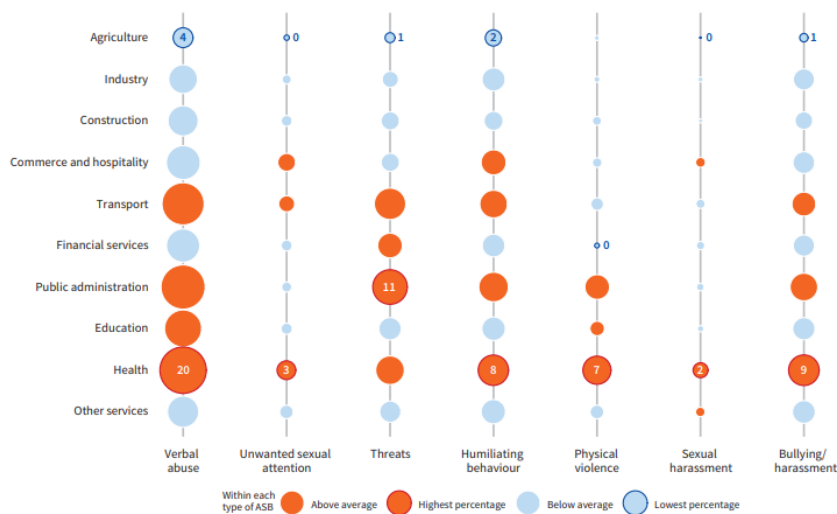 Agriculture 4 0 1 2 0 1
Industry
Construction
Commerce and hospitality
Transport
Financial services 0
Public administration 11
Education
Health 20 3 8 7 2 9
Other services
Verbal abuse
Unwanted sexual attention
Threats
Humiliating behaviour
Physical violence
Sexual harassment
Bullying/ harassment
Within each type of ASB
Above average
Highest percentage
Below average
Lowest percentage